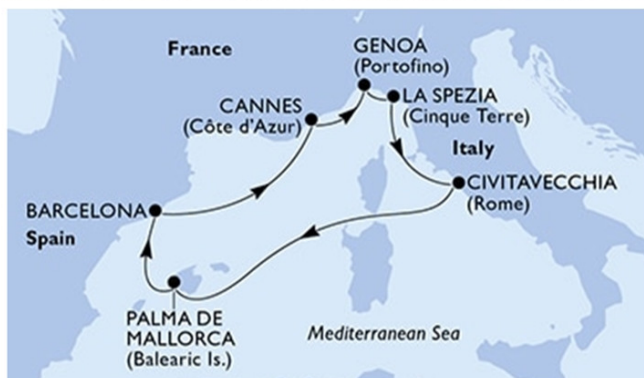 France
GENOA
(Portofino)
CANNES
(Côte d'Azur)
LA SPEZIA
(Cinque Terre)
Italy
BARCELONA
CIVITAVECCHIA
(Rome)
Spain
PALMA DE
MALLORCA
(Balearic Is.)
Mediterranean Sea